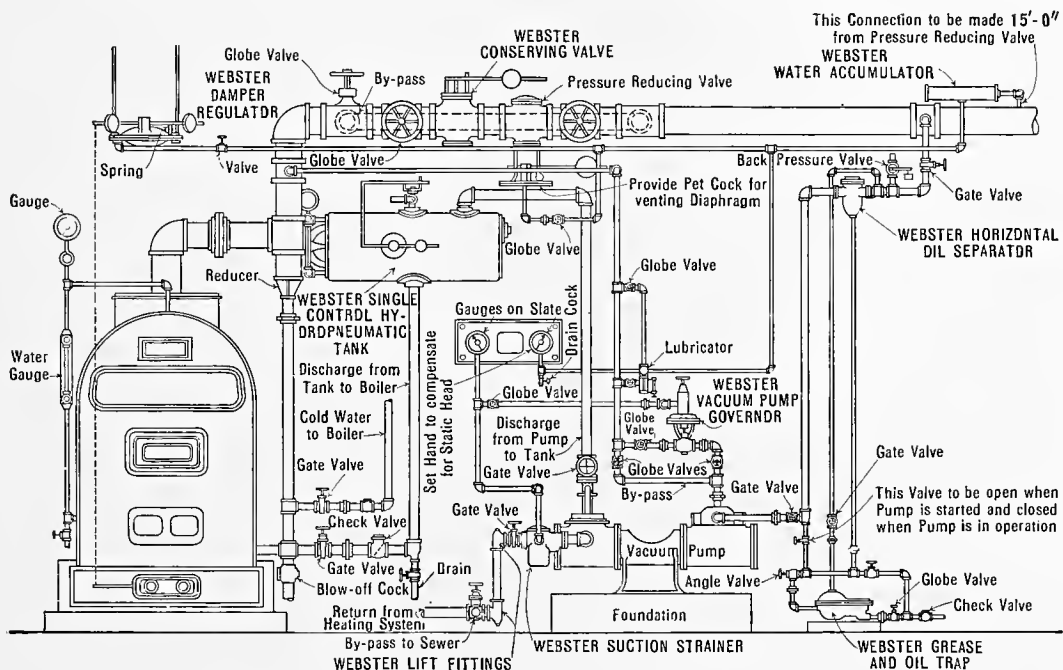 This Connection to be made 15'-0"
from Pressure Reducing Valve
WEBSTER
CONSERVING VALVE
WEBSTER
WATER ACCUMULATOR
Globe Valve
WEBSTER
DAMPER
REGULATOR
By-pass
Pressure Reducing Valve
Spring
Valve
Globe Valve
Back Pressure Valve
Gate Valve
Provide Pet Cock for
venting Diaphragm
Gauge
Globe Valve
WEBSTER HORIZONTAL
OIL SEPARATOR
Reducer
Globe Valve
WEBSTER SINGLE
CONTROL HY-
DROPNEUMATIC
TANK
Gauges on Slate
Drain Cock
Water
Gauge
Discharge from
Tank to Boiler
Set Hand to compensate
for Static Head
Lubricator
Globe Valve
WEBSTER
VACUUM PUMP
GOVERNOR
Cold Water
to Boiler
Discharge
from Pump
to Tank
Globe
Valve
Gate Valve
Gate Valve
Globe Valves
By-pass
Gate Valve
Gate Valve
This Valve to be open when
Pump is started and closed
when Pump is in operation
Check Valve
Gate Valve
Vacuum Pump
Gate Valve
Blow-off Cock
Drain
Angle Valve
Globe Valve
Check Valve
Return from
Heating System
Foundation
By-pass to Sewer
WEBSTER LIFT FITTINGS
WEBSTER SUCTION STRAINER
WEBSTER GREASE
AND OIL TRAP